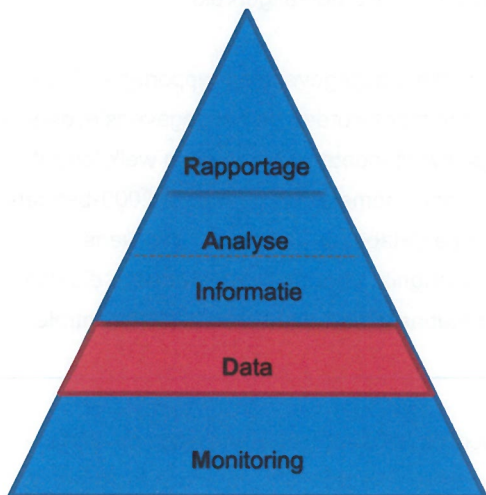 Rapportage
Analyse
Informatie
Data
Monitoring